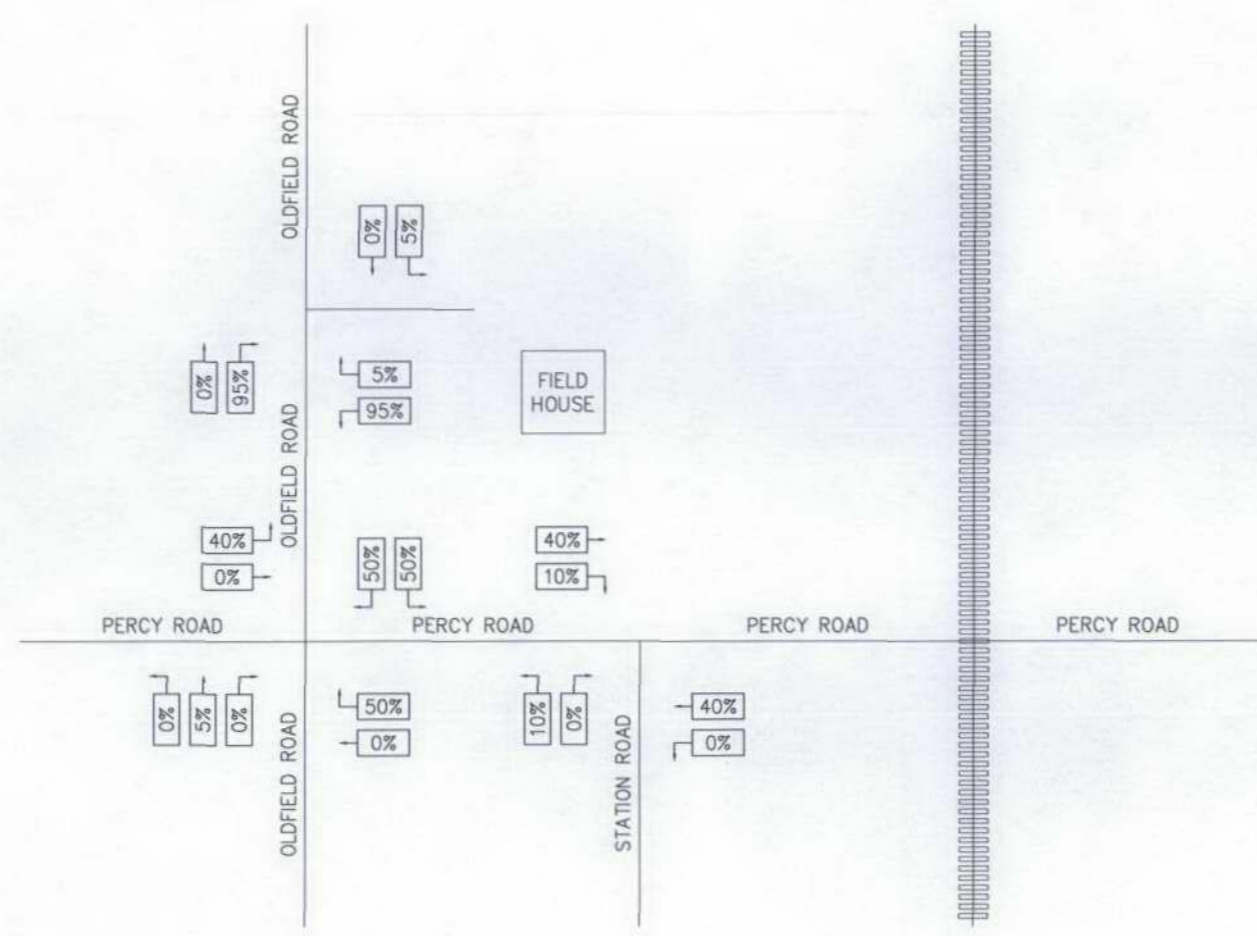 OLDFIELD ROAD
0%
5%
0%
95%
5%
95%
FIELD
HOUSE
OLDFIELD ROAD
40%
0%
50%
50%
40%
10%
PERCY ROAD
PERCY ROAD
PERCY ROAD
PERCY ROAD
0%
5%
0%
50%
0%
10%
0%
40%
0%
OLDFIELD ROAD
STATION ROAD